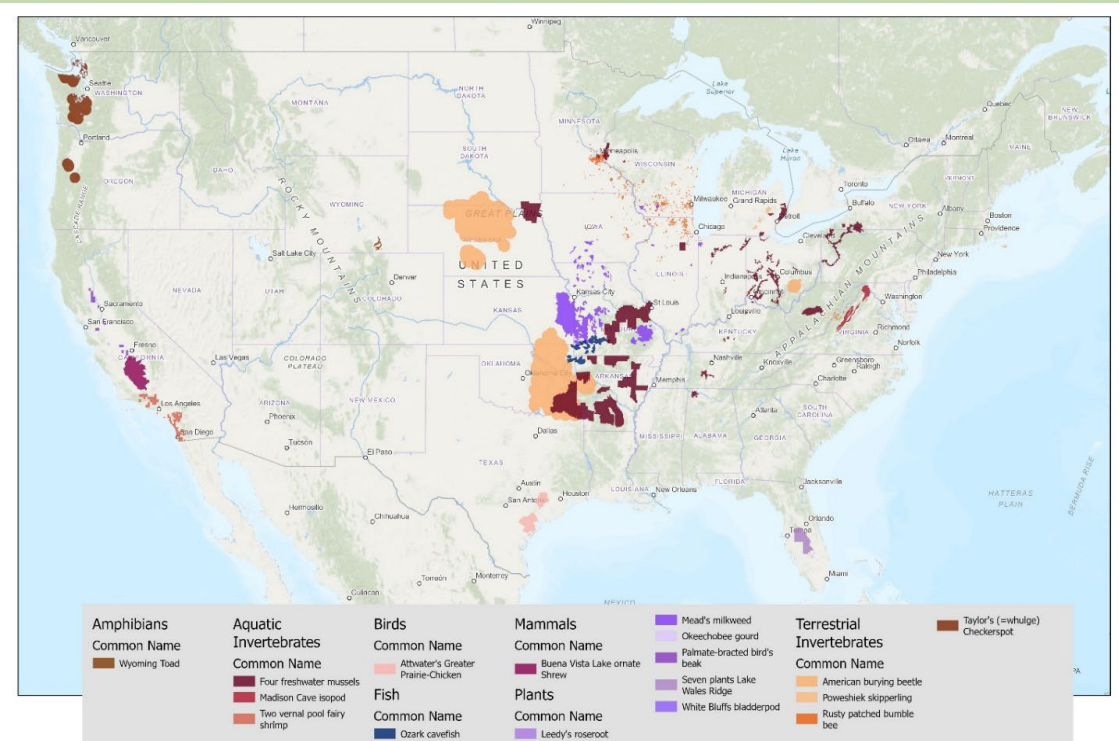 Winnipeg
Vancouver
Seattle
WASHINGTON
Portland
OREGON
CASCADE RANGE
MONTANA
IDAHO
NORTH
DAKOTA
SOUTH
DAKOTA
MINNESOTA
Minneapolis
WISCONSIN
Lake
Superior
Lake
Huron
MICHIGAN
Grand Rapids
Milwaukee
Chicago
Toronto
Buffalo
Ottawa
Montreal
Quebec
NEW
BRUNSWICK
MAINE
VERMONT
NEW YORK
Albany
Boston
Providence
New York
Philadelphia
Washington
ROCKY MOUNTAINS
WYOMING
GREAT PLAINS
NEBRASKA
IOWA
UNITED
STATES
Salt Lake City
NEVADA
UTAH
Denver
COLORADO
KANSAS
Kansas City
St Louis
ILLINOIS
Indianapolis
Cincinnati
Columbus
Cleveland
Detroit
Louisville
KENTUCKY
APPALACHIAN MOUNTAINS
VIRGINIA
Richmond
Norfolk
Sacramento
San Francisco
Fresno
CALIFORNIA
Las Vegas
COLORADO
PLATEAU
Los Angeles
San Diego
ARIZONA
Phoenix
Tucson
NEW MEXICO
El Paso
OKLAHOMA
Oklahoma City
ARKANSAS
Memphis
Nashville
Knoxville
Greensboro
Raleigh
Charlotte
SOUTH
CAROLINA
Atlanta
MISSISSIPPI
ALABAMA
GEORGIA
Dallas
TEXAS
Austin
San Antonio
Houston
LOUISIANA
New Orleans
FLORIDA
Jacksonville
Orlando
Tampa
Miami
HATTERAS
PLAIN
BERMUDA RISE
Hermosillo
Chihuahua
Torreón
Monterrey
Culiacan
MÉXICO
Amphibians
Common Name
Wyoming Toad
Aquatic
Invertebrates
Common Name
Four freshwater mussels
Madison Cave isopod
Two vernal pool fairy
shrimp
Birds
Common Name
Attwater's Greater
Prairie-Chicken
Fish
Common Name
Ozark cavefish
Mammals
Common Name
Buena Vista Lake ornate
Shrew
Plants
Common Name
Leedy's roseroot
Mead's milkweed
Okeechobee gourd
Palmate-bracted bird's
beak
Seven plants Lake
Wales Ridge
White Bluffs bladderpod
Terrestrial
Invertebrates
Common Name
American burying beetle
Poweshiek skipperling
Rusty patched bumble
bee
Taylor's (=whulge)
Checkerspot
PA